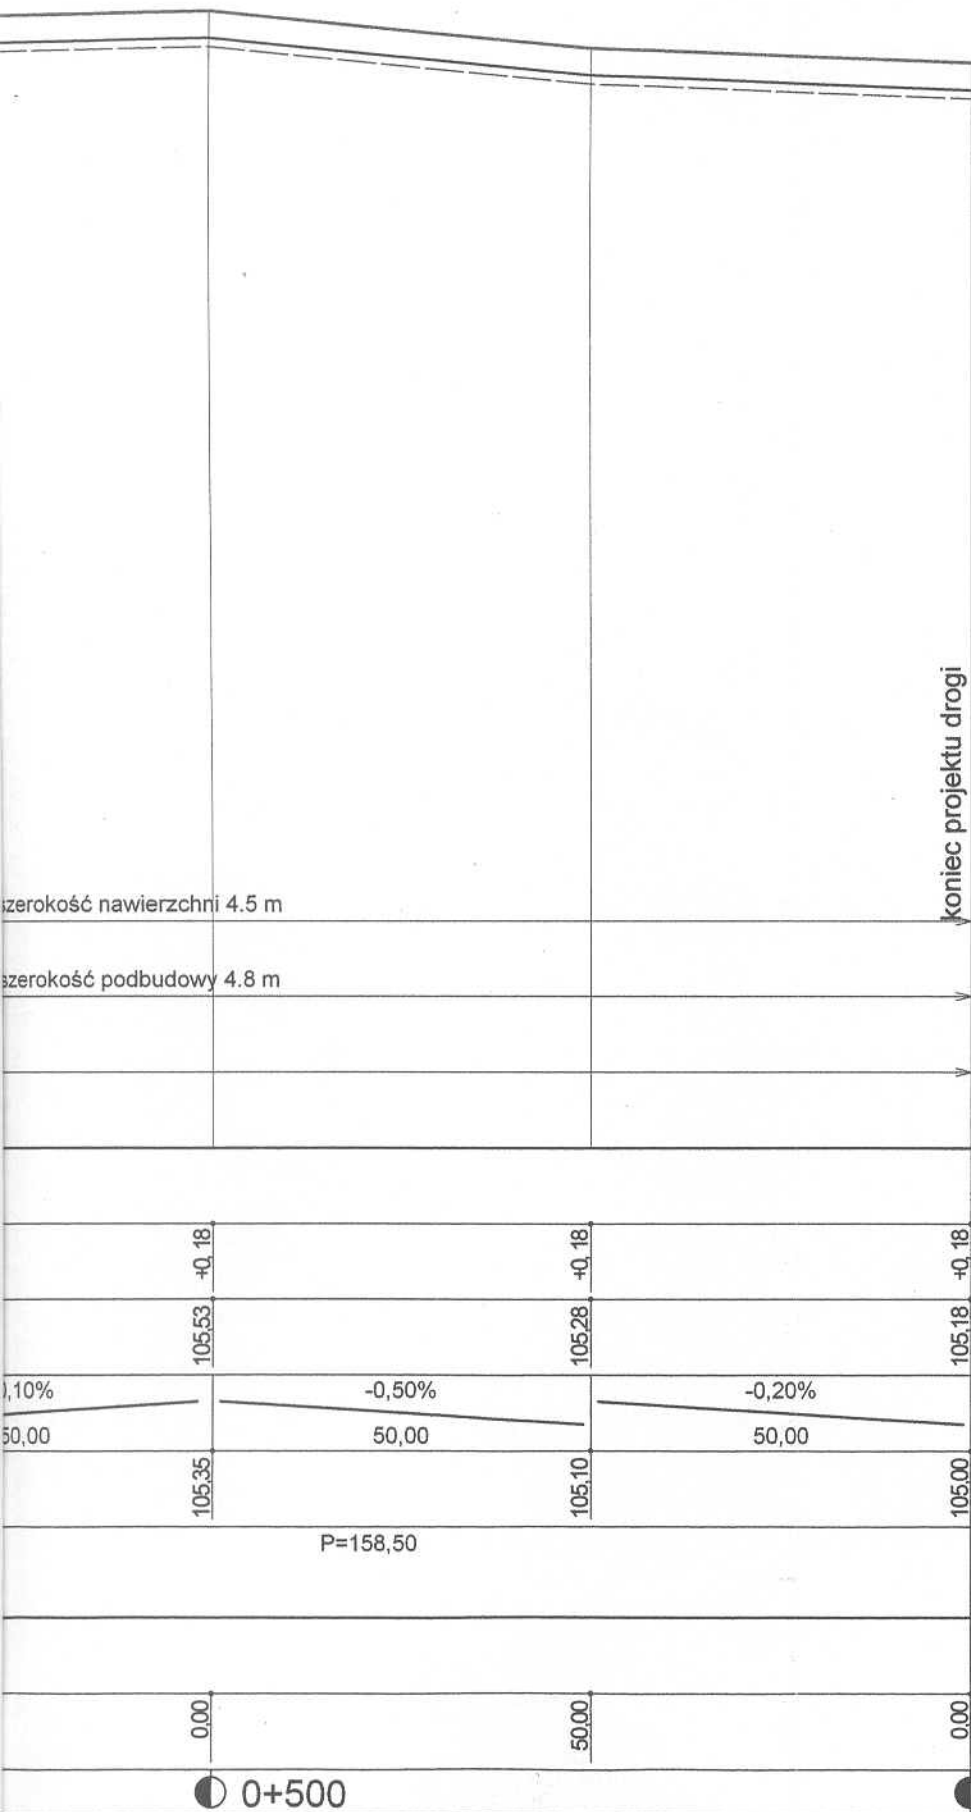 koniec projektu drogi
szerokość nawierzchni 4.5 m
szerokość podbudowy 4.8 m
+0,18 +0,18 +0,18
105,53 105,28 105,18
,10% -0,50% -0,20%
50,00 50,00 50,00
105,35 105,10 105,00
P=158,50
0,00 50,00 0,00
0+500